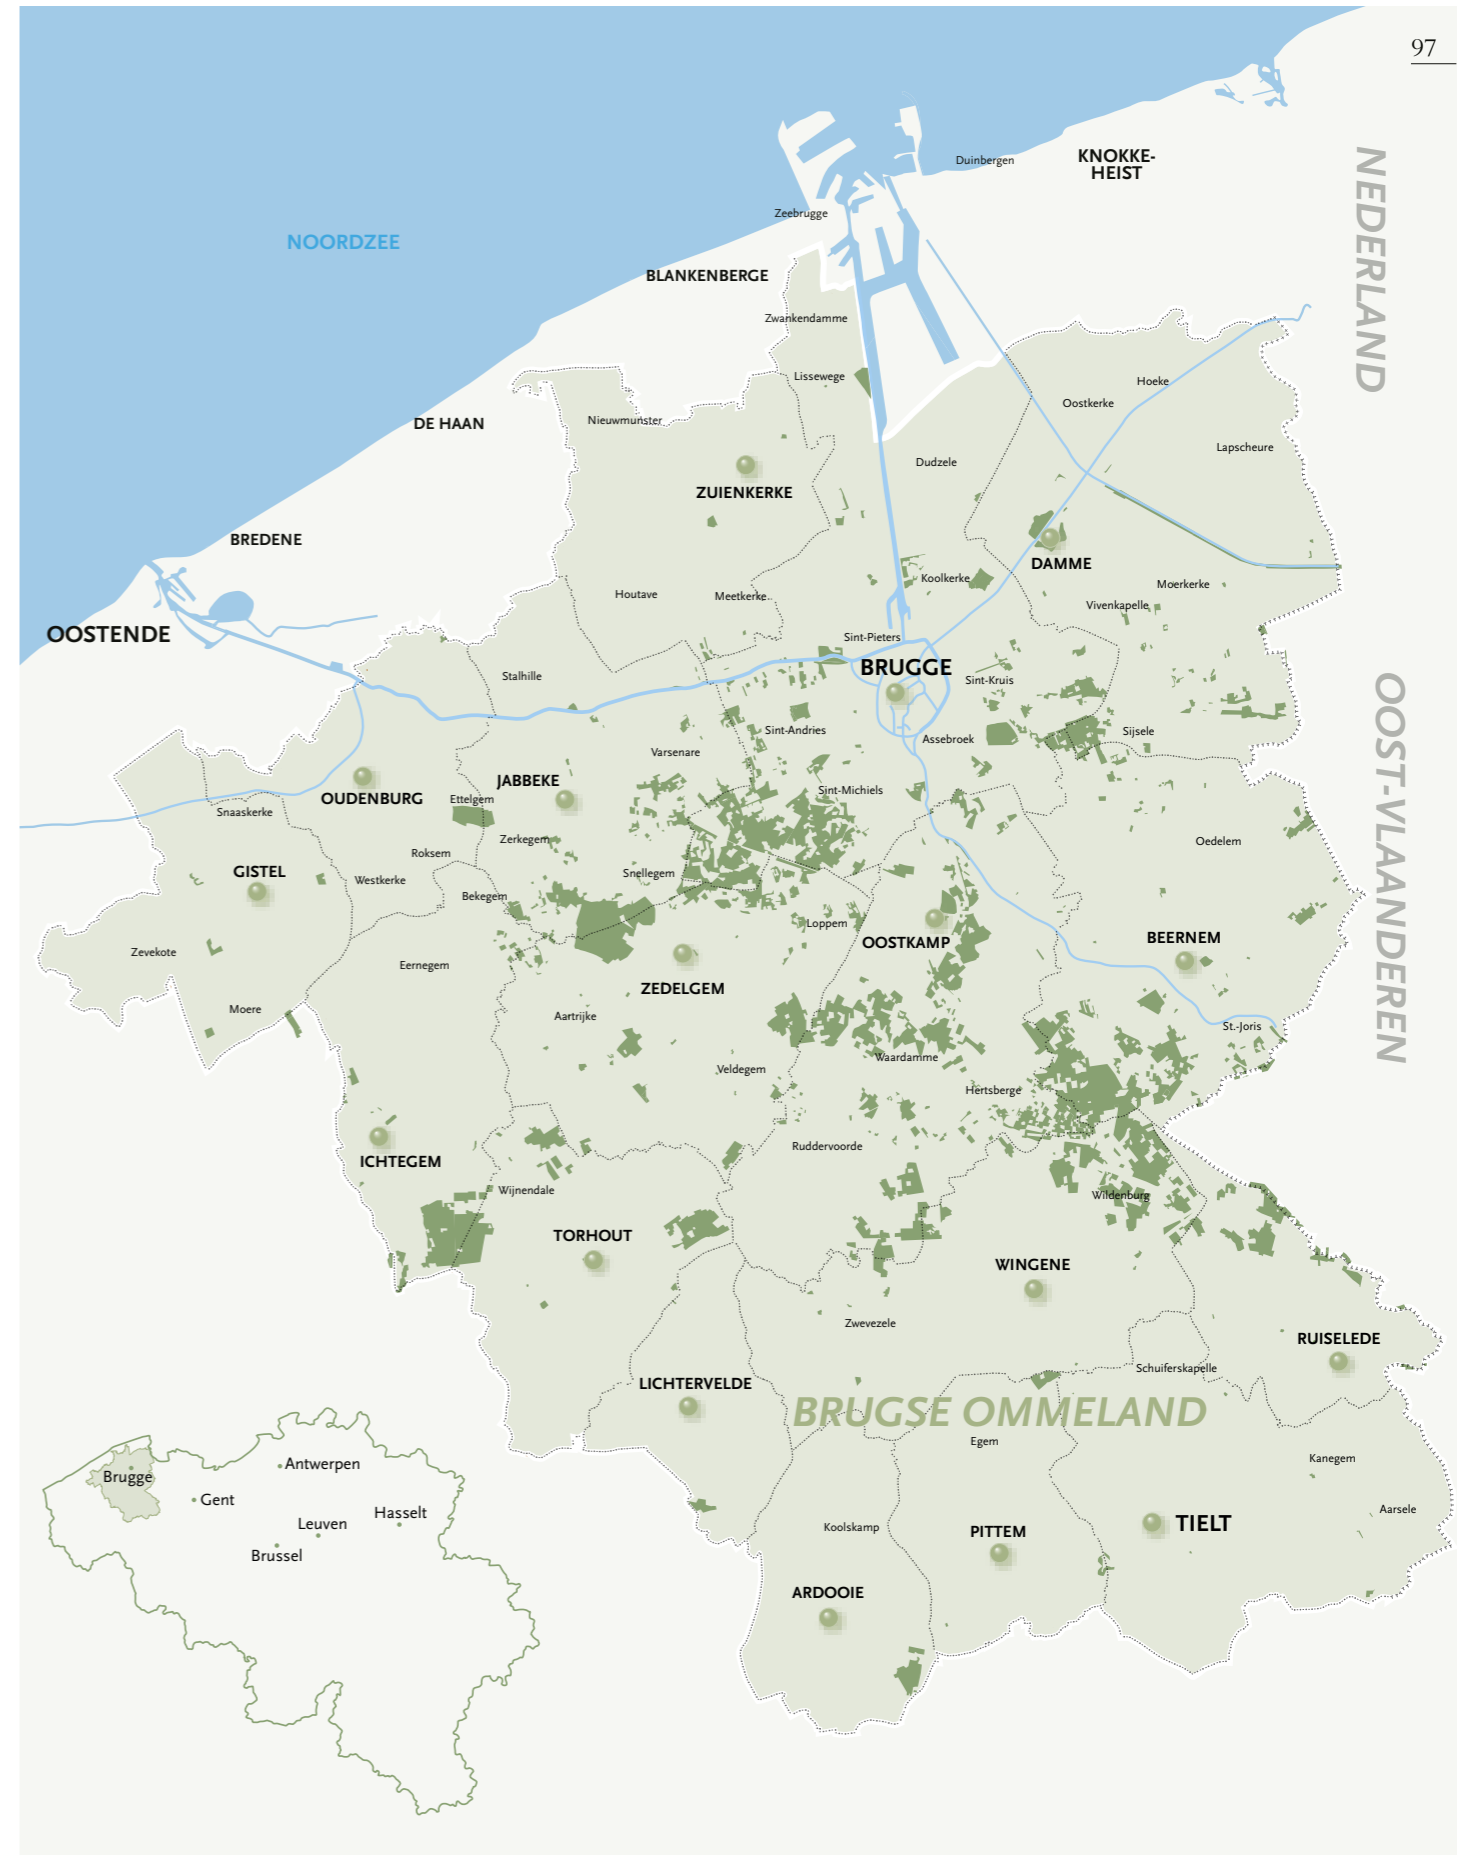 97
Duinbergen
KNOKKE-
HEIST
NEDERLAND
Zeebrugge
NOORDZEE
BLANKENBERGE
Zwankendamme
Lissewege
Hoeke
Oostkerke
DE HAAN
Nieuwmunster
Lapscheure
Dudzele
ZUIENKERKE
BREDENE
DAMME
Koolkerke
Moerkerke
Houtave
Meetkerke
Vivenkapelle
OOSTENDE
Sint-Pieters
BRUGGE
Stalhille
Sint-Kruis
OOST-VLAANDEREN
Sint-Andries
Sijsele
Assebroek
Varsenare
JABBEKE
Sint-Michiels
OUDENBURG
Ettelgem
Snaaskerke
Zerkegem
Oedelem
Roksem
GISTEL
Snellegem
Westkerke
Bekegem
Loppem
BEERNEM
OOSTKAMP
Zevekote
Eernegem
ZEDELGEM
Moere
Aartrijke
St.-Joris
Waardamme
Veldegem
Hertsberge
Ruddervoorde
ICHTEGEM
Wijnendale
Wildenburg
TORHOUT
WINGENE
Zwevezele
RUISELEDE
Schuiferskapelle
LICHTERVELDE
BRUGSE OMMELAND
Egem
Kanegem
Aarsele
Koolskamp
PITTEM
TIELT
ARDOOIE
Antwerpen
Brugge
Gent
Hasselt
Leuven
Brussel